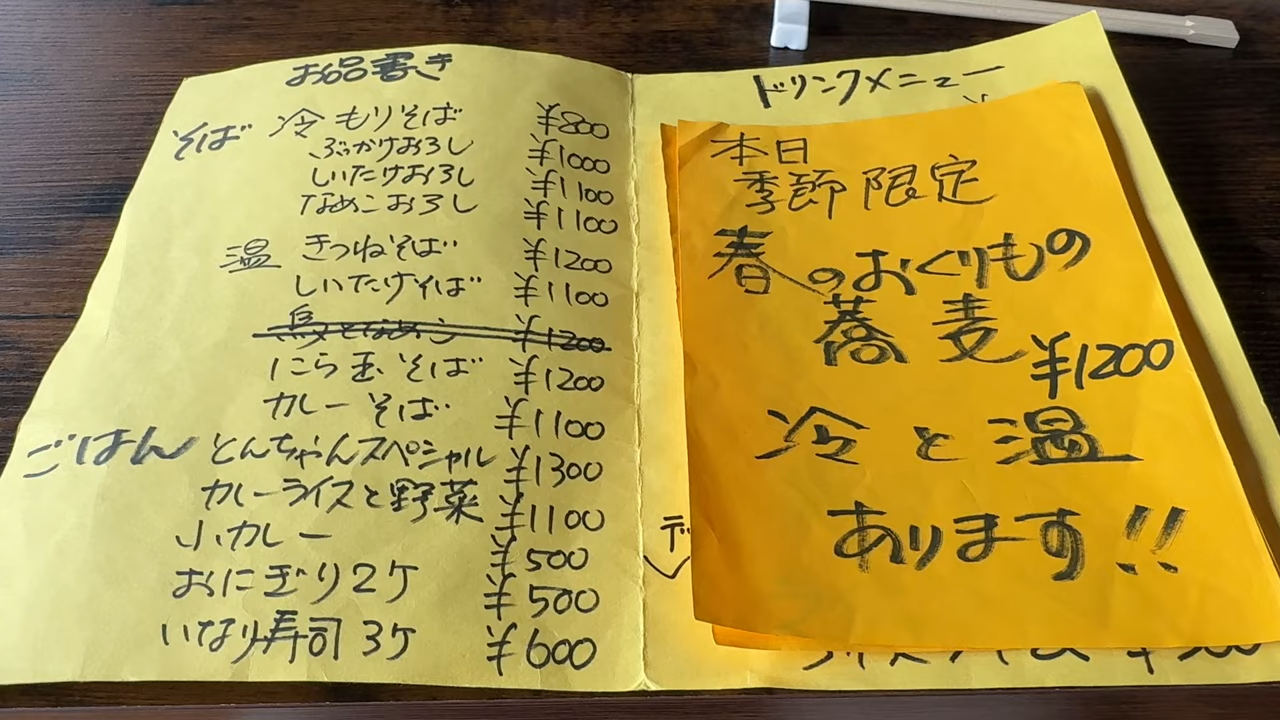 お品書き
そば 冷 もりそば ¥800
ぶっかけおろし ¥1000
しいたけおろし ¥1100
なめこおろし ¥1100
温 きつねそば ¥1200
しいたけそば ¥1100
鳥となめこ ¥1200
にら玉そば ¥1200
カレーそば ¥1100
ごはん とんちゃんスペシャル ¥1300
カレーライスと野菜 ¥1100
小カレー ¥500
おにぎり2ケ ¥500
いなり寿司3ケ ¥600
ドリンクメニュー
本日
季節限定
春のおくりもの
蕎麦 ¥1200
冷と温
あります!!
デ